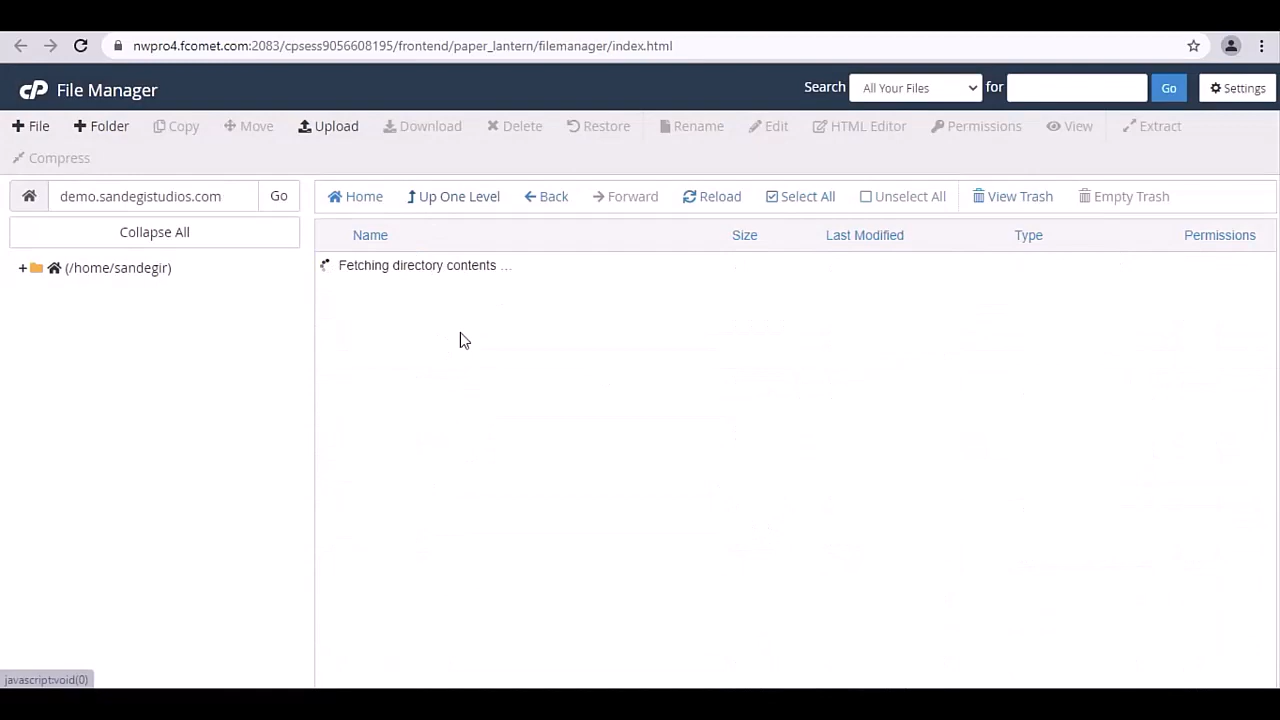 nwpro4.fcomet.com:2083/cpsess9056608195/frontend/paper_lantern/filemanager/index.html
cP File Manager Search All Your Files for Go Settings
File Folder Copy Move Upload Download Delete Restore Rename Edit HTML Editor Permissions View Extract
Compress
demo.sandegistudios.com Go Home Up One Level Back Forward Reload Select All Unselect All View Trash Empty Trash
Collapse All
Name Size Last Modified Type Permissions
+ (/home/sandegir) Fetching directory contents ...
javascript:void(0)